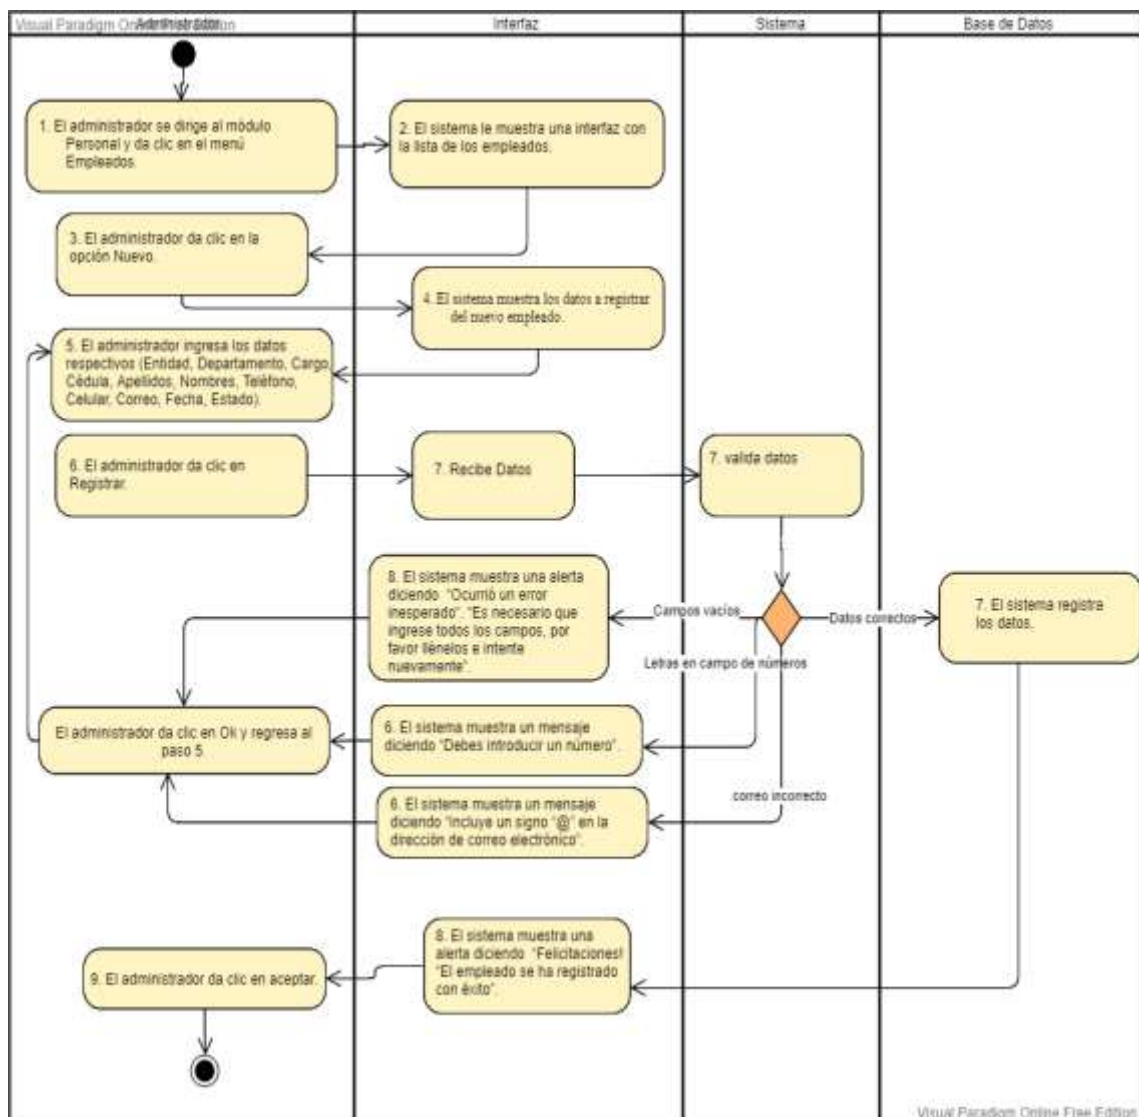 Visual Paradigm Online Free Edition
Administrador
Interfaz
Sistema
Base de Datos
1. El administrador se dirige al módulo
Personal y da clic en el menú
Empleados.
2. El sistema le muestra una interfaz con
la lista de los empleados.
3. El administrador da clic en la
opción Nuevo.
4. El sistema muestra los datos a registrar
del nuevo empleado.
5. El administrador ingresa los datos
respectivos (Entidad, Departamento, Cargo,
Cédula, Apellidos, Nombres, Teléfono,
Celular, Correo, Fecha, Estado).
6. El administrador da clic en
Registrar.
7. Recibe Datos
7. valida datos
8. El sistema muestra una alerta
diciendo "Ocurrió un error
inesperado". "Es necesario que
ingrese todos los campos, por
favor llénelos e intente
nuevamente".
Campos vacíos
Datos correctos
7. El sistema registra
los datos.
Letras en campo de números
El administrador da clic en Ok y regresa al
paso 5.
6. El sistema muestra un mensaje
diciendo "Debes introducir un número".
correo incorrecto
6. El sistema muestra un mensaje
diciendo "incluye un signo "@" en la
dirección de correo electrónico".
8. El sistema muestra una
alerta diciendo "Felicitaciones!
"El empleado se ha registrado
con éxito".
9. El administrador da clic en aceptar.
Visual Paradigm Online Free Edition